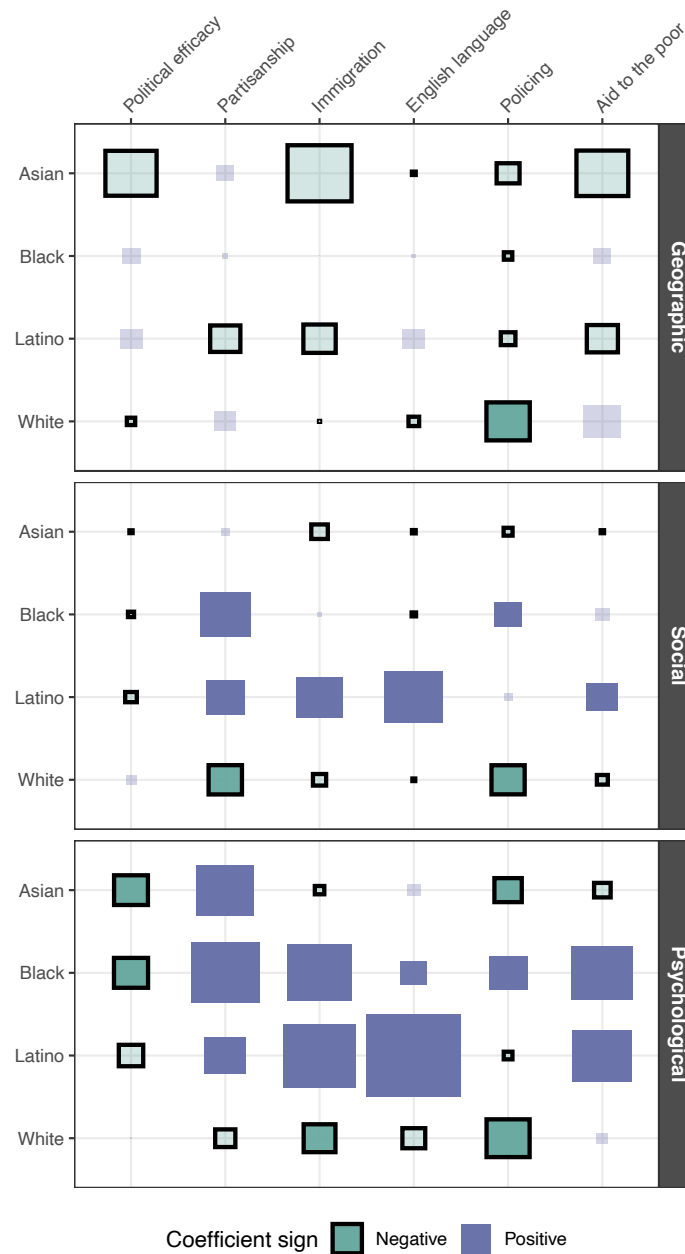 Political efficacy
Partisanship
Immigration
English language
Policing
Aid to the poor
Asian
Black
Latino
White
Geographic
Asian
Black
Latino
White
Social
Asian
Black
Latino
White
Psychological
Coefficient sign Negative Positive